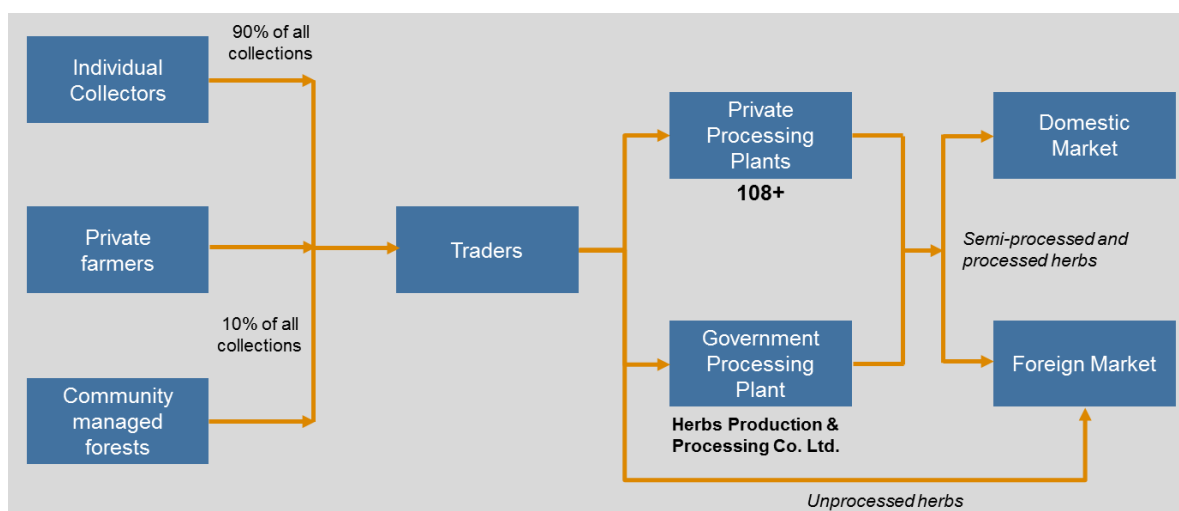 90% of all
collections
Individual
Collectors
Private
farmers
10% of all
collections
Community
managed
forests
Traders
Private
Processing
Plants
108+
Government
Processing
Plant
Herbs Production &
Processing Co. Ltd.
Domestic
Market
Semi-processed and
processed herbs
Foreign Market
Unprocessed herbs